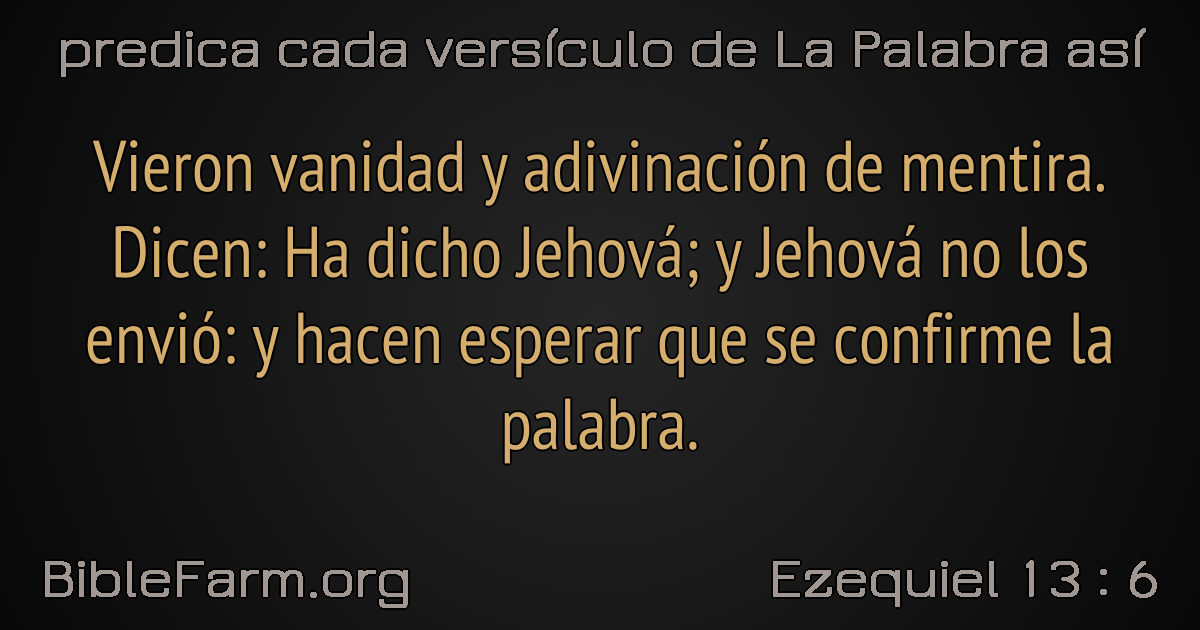 predica cada versículo de La Palabra así
Vieron vanidad y adivinación de mentira.
Dicen: Ha dicho Jehová; y Jehová no los
envió: y hacen esperar que se confirme la
palabra.
BibleFarm.org
Ezequiel 13 : 6